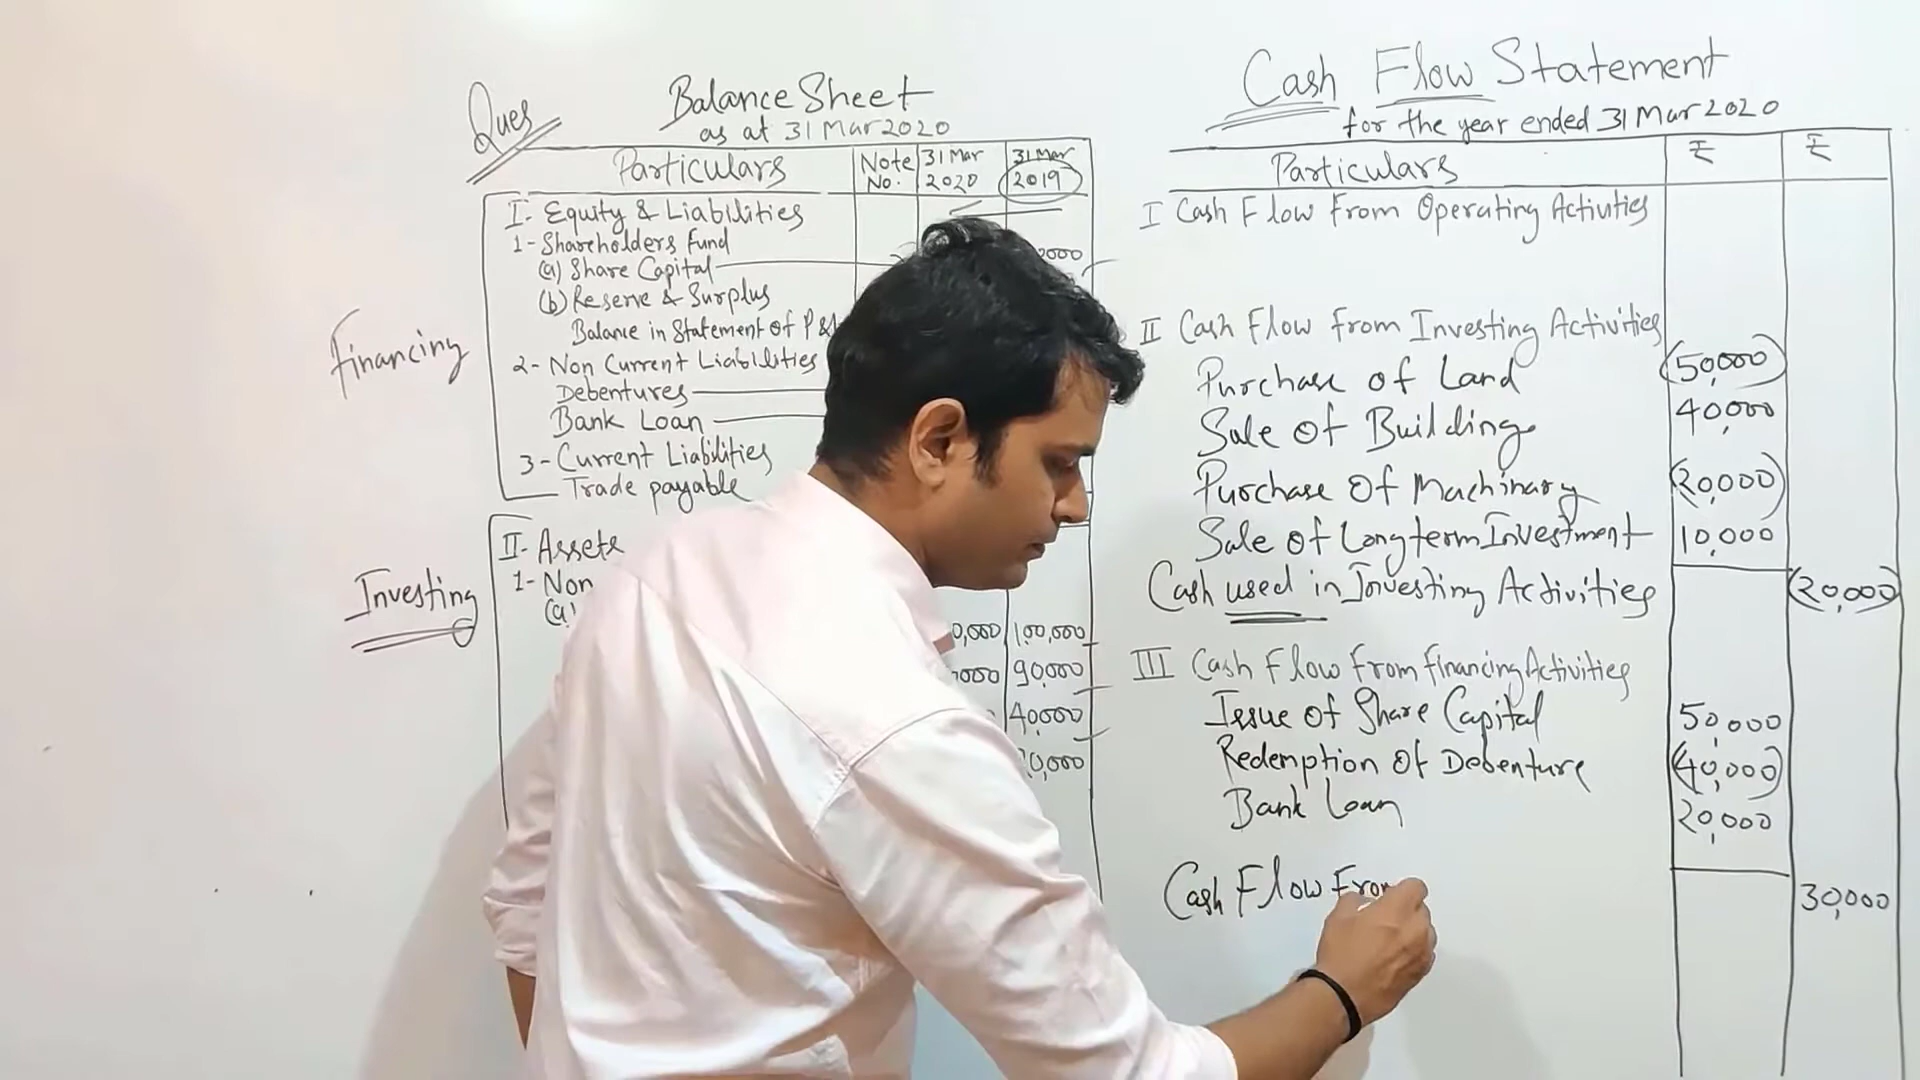 Ques
Balance Sheet
as at 31 Mar 2020
Particulars Note No. 31 Mar 2020 31 Mar 2019
I- Equity & Liabilities
1- Shareholders Fund
(a) Share Capital
(b) Reserve & Surplus
Balance in Statement of P &
2- Non Current Liabilities
Debentures
Bank Loan
3- Current Liabilities
Trade payable
II- Assets
1- Non
(a)
1,00,000
90,000
40,000
Financing
Investing
Cash Flow Statement
for the year ended 31 Mar 2020
Particulars ₹ ₹
I Cash Flow From Operating Activities
II Cash Flow From Investing Activities
Purchase of Land (50,000)
Sale of Building 40,000
Purchase of Machinary (20,000)
Sale of Long term Investment 10,000
Cash used in Investing Activities (20,000)
III Cash Flow From financing Activities
Issue of Share Capital 50,000
Redemption of Debenture (40,000)
Bank Loan 20,000
Cash Flow From 30,000